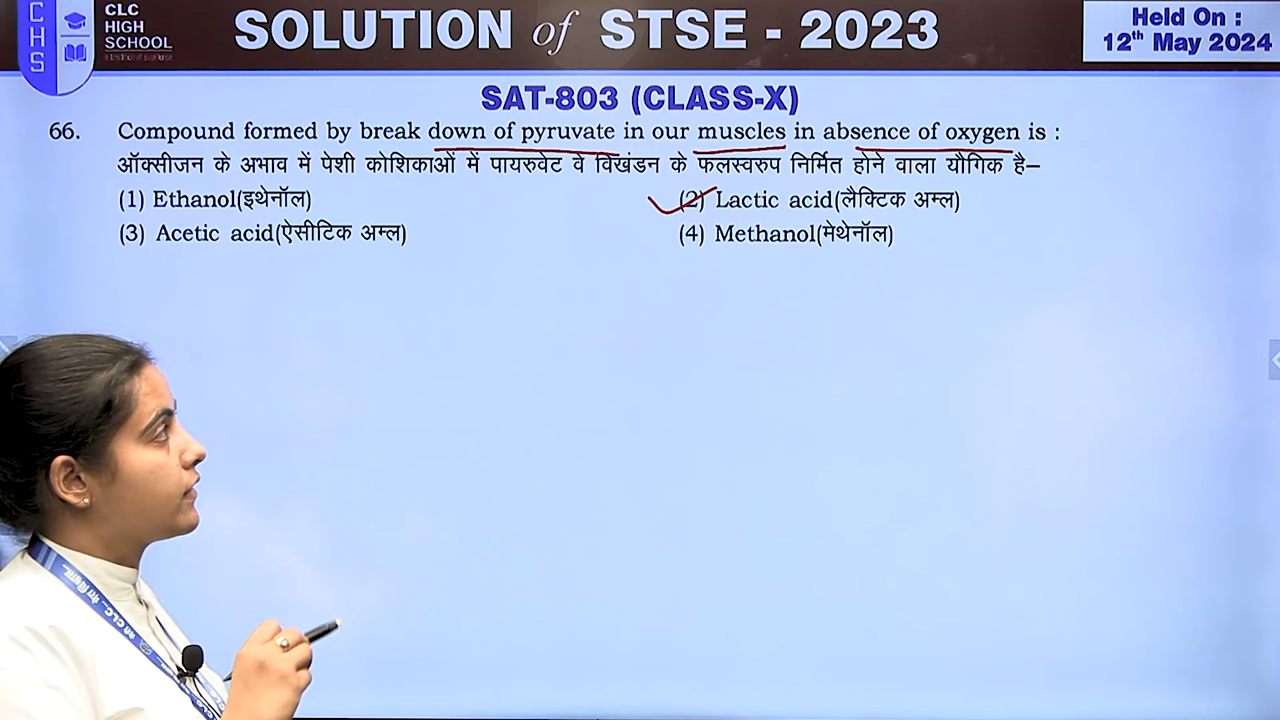 CHS
CLC
HIGH
SCHOOL
SOLUTION of STSE - 2023
Held On :
12th May 2024
SAT-803 (CLASS-X)
66. Compound formed by break down of pyruvate in our muscles in absence of oxygen is :
ऑक्सीजन के अभाव में पेशी कोशिकाओं में पायरुवेट वे विखंडन के फलस्वरुप निर्मित होने वाला यौगिक है–
(1) Ethanol(इथेनॉल) (2) Lactic acid(लैक्टिक अम्ल)
(3) Acetic acid(ऐसीटिक अम्ल) (4) Methanol(मेथेनॉल)
CLC